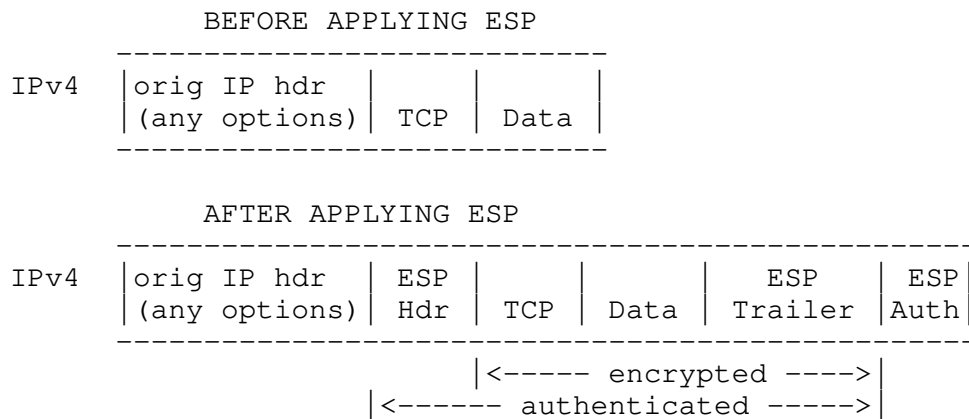 BEFORE APPLYING ESP
----------------------------
IPv4 |orig IP hdr | | |
|(any options)| TCP | Data |
----------------------------
AFTER APPLYING ESP
-------------------------------------------------
IPv4 |orig IP hdr | ESP | | | ESP | ESP|
|(any options)| Hdr | TCP | Data | Trailer |Auth|
-------------------------------------------------
|<----- encrypted ---->|
|<------ authenticated ----->|